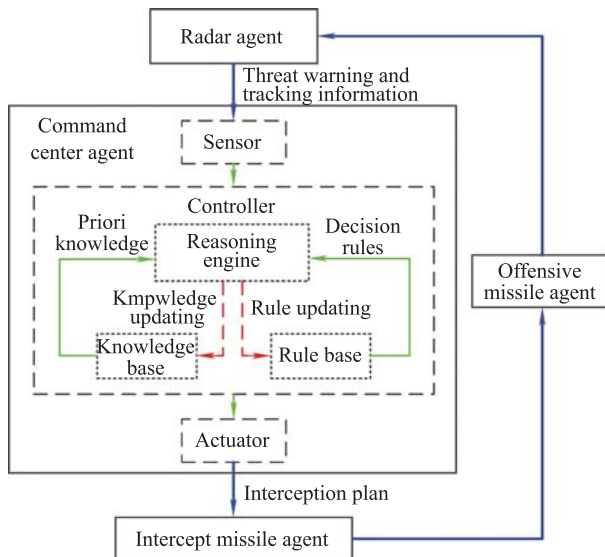 Radar agent
Threat warning and
tracking information
Command
center agent
Sensor
Controller
Priori
knowledge
Reasoning
engine
Decision
rules
Kmpwledge
updating
Rule updating
Knowledge
base
Rule base
Actuator
Interception plan
Intercept missile agent
Offensive
missile agent